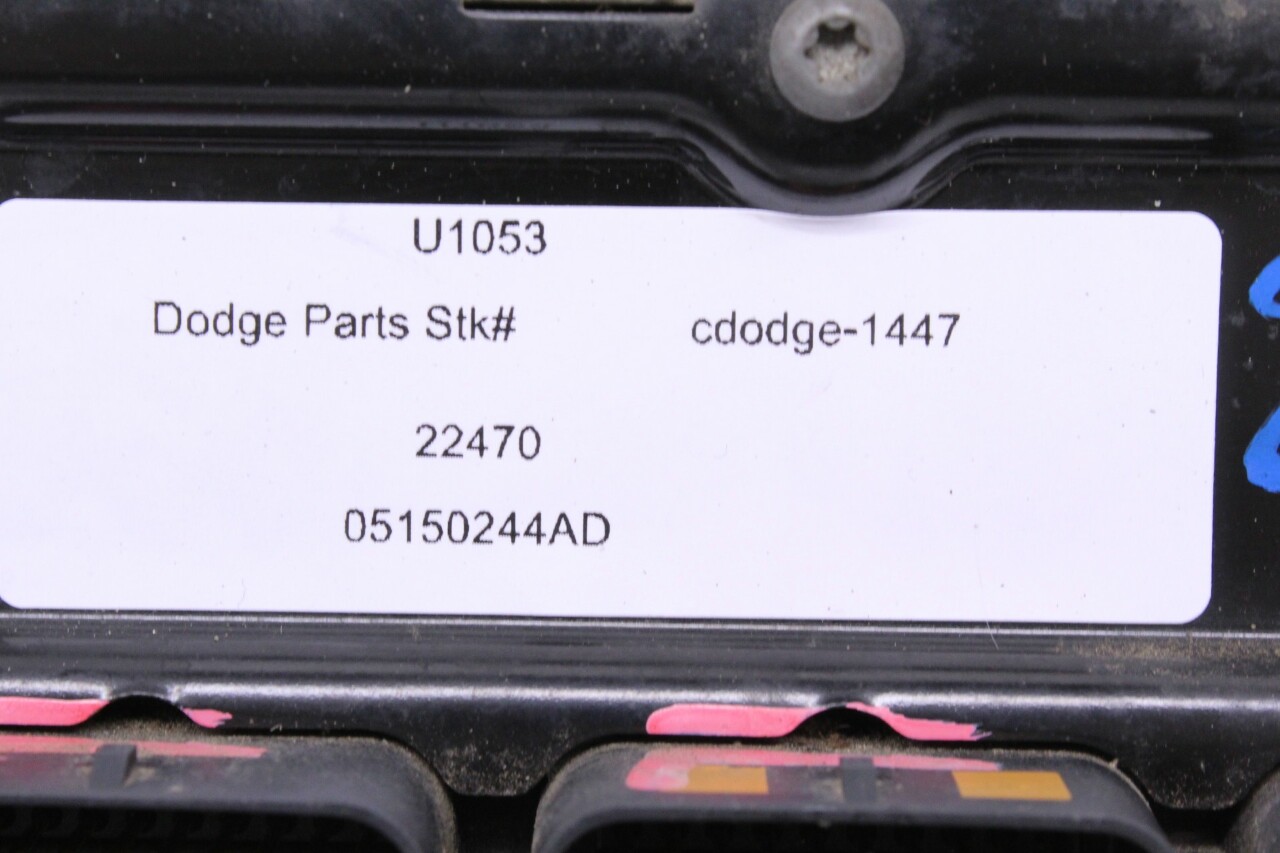 U1053
Dodge Parts Stk# cdodge-1447
22470
05150244AD